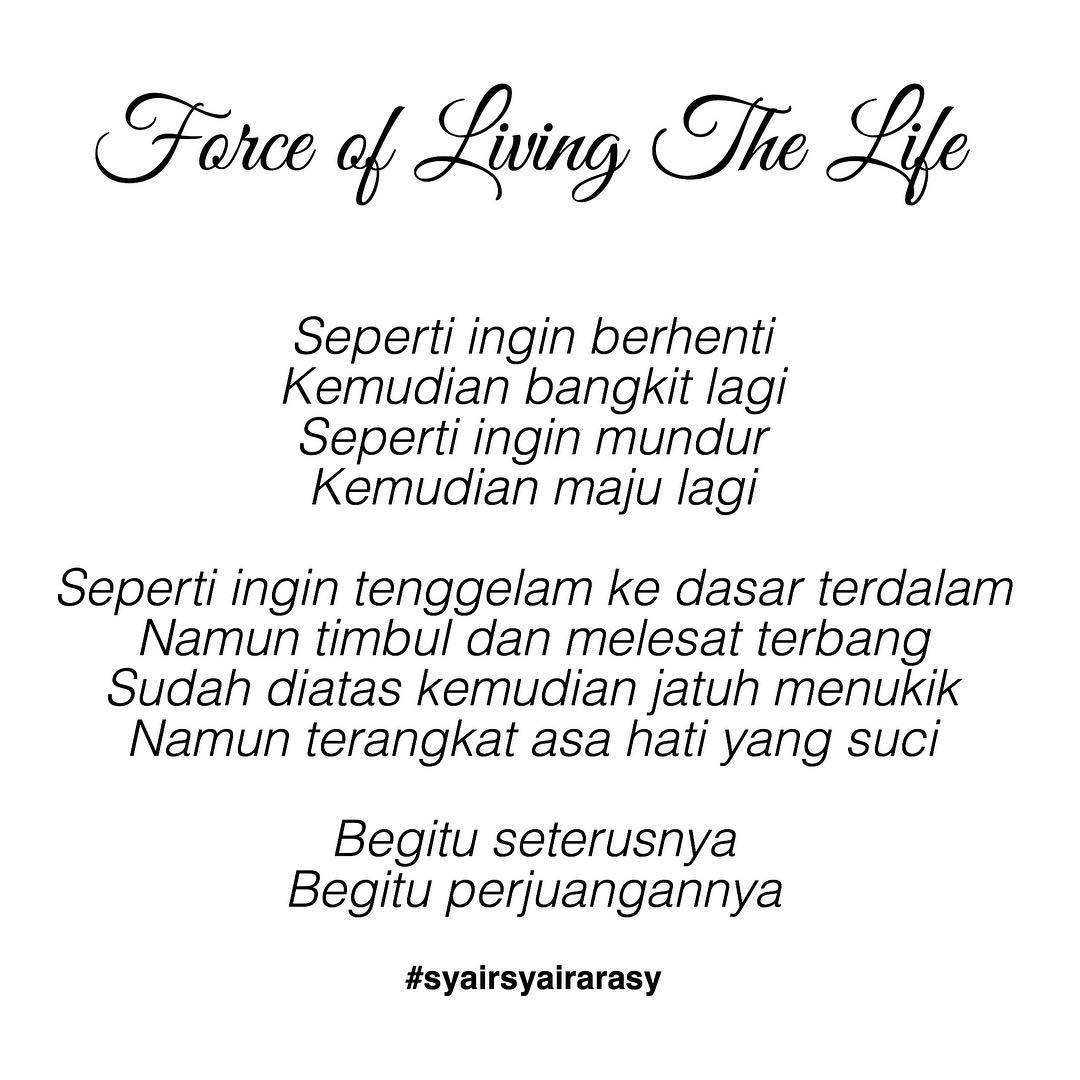 Force of Living The Life
Seperti ingin berhenti
Kemudian bangkit lagi
Seperti ingin mundur
Kemudian maju lagi
Seperti ingin tenggelam ke dasar terdalam
Namun timbul dan melesat terbang
Sudah diatas kemudian jatuh menukik
Namun terangkat asa hati yang suci
Begitu seterusnya
Begitu perjuangannya
#syairsyairarasy